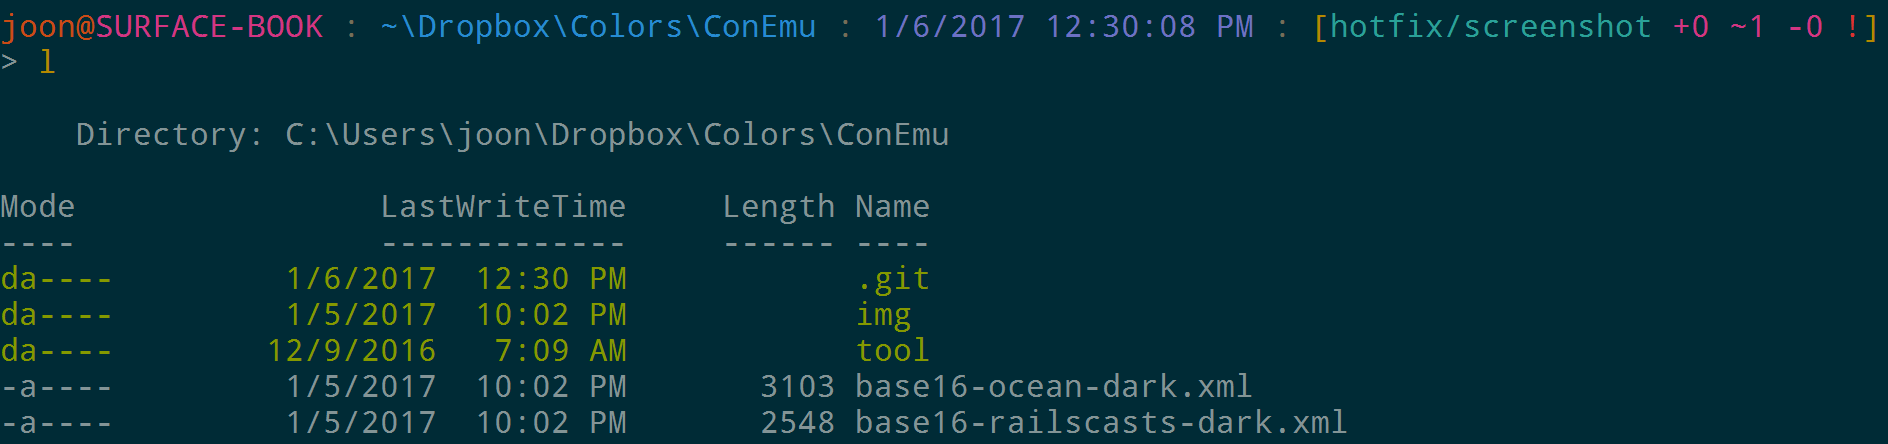 joon@SURFACE-BOOK : ~\Dropbox\Colors\ConEmu : 1/6/2017 12:30:08 PM : [hotfix/screenshot +0 ~1 -0 !]
> l
Directory: C:\Users\joon\Dropbox\Colors\ConEmu
Mode LastWriteTime Length Name
---- ------------- ------ ----
da---- 1/6/2017 12:30 PM .git
da---- 1/5/2017 10:02 PM img
da---- 12/9/2016 7:09 AM tool
-a---- 1/5/2017 10:02 PM 3103 base16-ocean-dark.xml
-a---- 1/5/2017 10:02 PM 2548 base16-railscasts-dark.xml